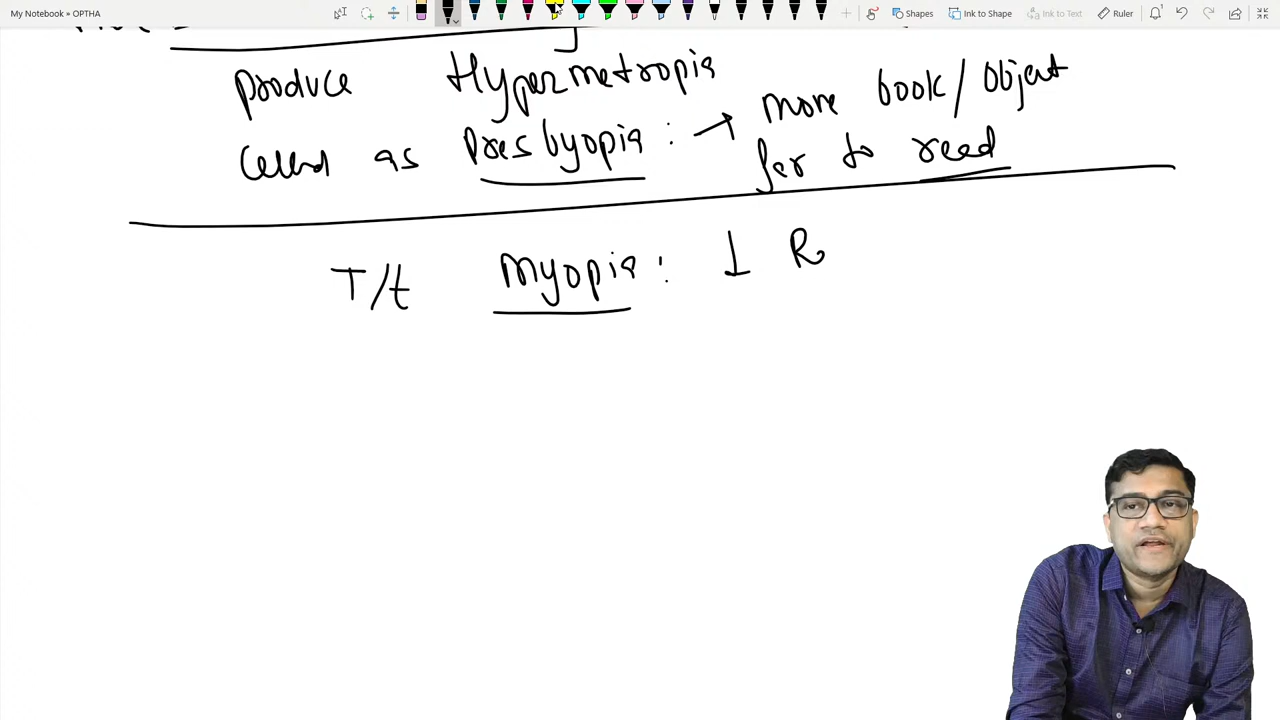 My Notebook » OPTHA
Shapes Ink to Shape Ink to Text Ruler
produce Hypermetropia
as Presbyopia : → more book / object
far to read
T/t Myopia : ↓ R